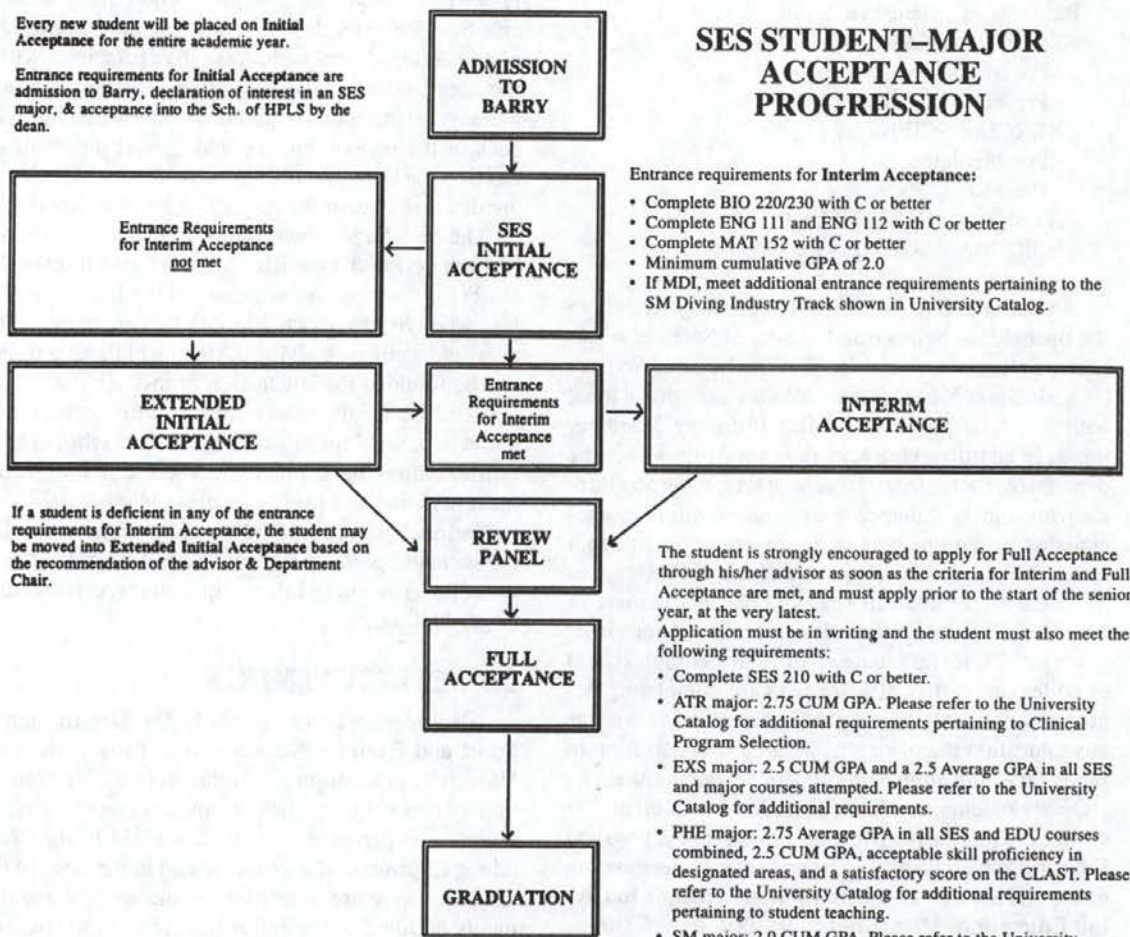 Every new student will be placed on Initial
Acceptance for the entire academic year.
Entrance requirements for Initial Acceptance are
admission to Barry, declaration of interest in an SES
major, & acceptance into the Sch. of HPLS by the
dean.
ADMISSION
TO
BARRY
SES STUDENT–MAJOR
ACCEPTANCE
PROGRESSION
Entrance requirements for Interim Acceptance:
• Complete BIO 220/230 with C or better
• Complete ENG 111 and ENG 112 with C or better
• Complete MAT 152 with C or better
• Minimum cumulative GPA of 2.0
• If MDI, meet additional entrance requirements pertaining to the
SM Diving Industry Track shown in University Catalog.
Entrance Requirements
for Interim Acceptance
not met
SES
INITIAL
ACCEPTANCE
EXTENDED
INITIAL
ACCEPTANCE
Entrance
Requirements
for Interim
Acceptance
met
INTERIM
ACCEPTANCE
If a student is deficient in any of the entrance
requirements for Interim Acceptance, the student may
be moved into Extended Initial Acceptance based on
the recommendation of the advisor & Department
Chair.
REVIEW
PANEL
FULL
ACCEPTANCE
GRADUATION
The student is strongly encouraged to apply for Full Acceptance
through his/her advisor as soon as the criteria for Interim and Full
Acceptance are met, and must apply prior to the start of the senior
year, at the very latest.
Application must be in writing and the student must also meet the
following requirements:
• Complete SES 210 with C or better.
• ATR major: 2.75 CUM GPA. Please refer to the University
Catalog for additional requirements pertaining to Clinical
Program Selection.
• EXS major: 2.5 CUM GPA and a 2.5 Average GPA in all SES
and major courses attempted. Please refer to the University
Catalog for additional requirements.
• PHE major: 2.75 Average GPA in all SES and EDU courses
combined, 2.5 CUM GPA, acceptable skill proficiency in
designated areas, and a satisfactory score on the CLAST. Please
refer to the University Catalog for additional requirements
pertaining to student teaching.
• SM major: 2.0 CUM GPA. Please refer to the University